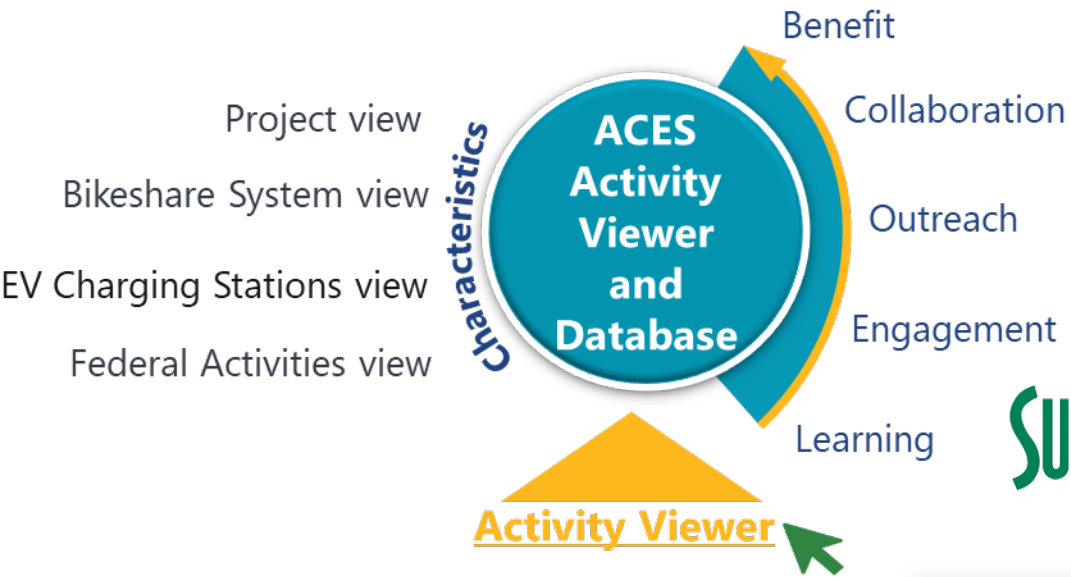 Benefit
Collaboration
Outreach
Engagement
Learning
Project view
Bikeshare System view
EV Charging Stations view
Federal Activities view
Characteristics
ACES
Activity
Viewer
and
Database
Activity Viewer
SU